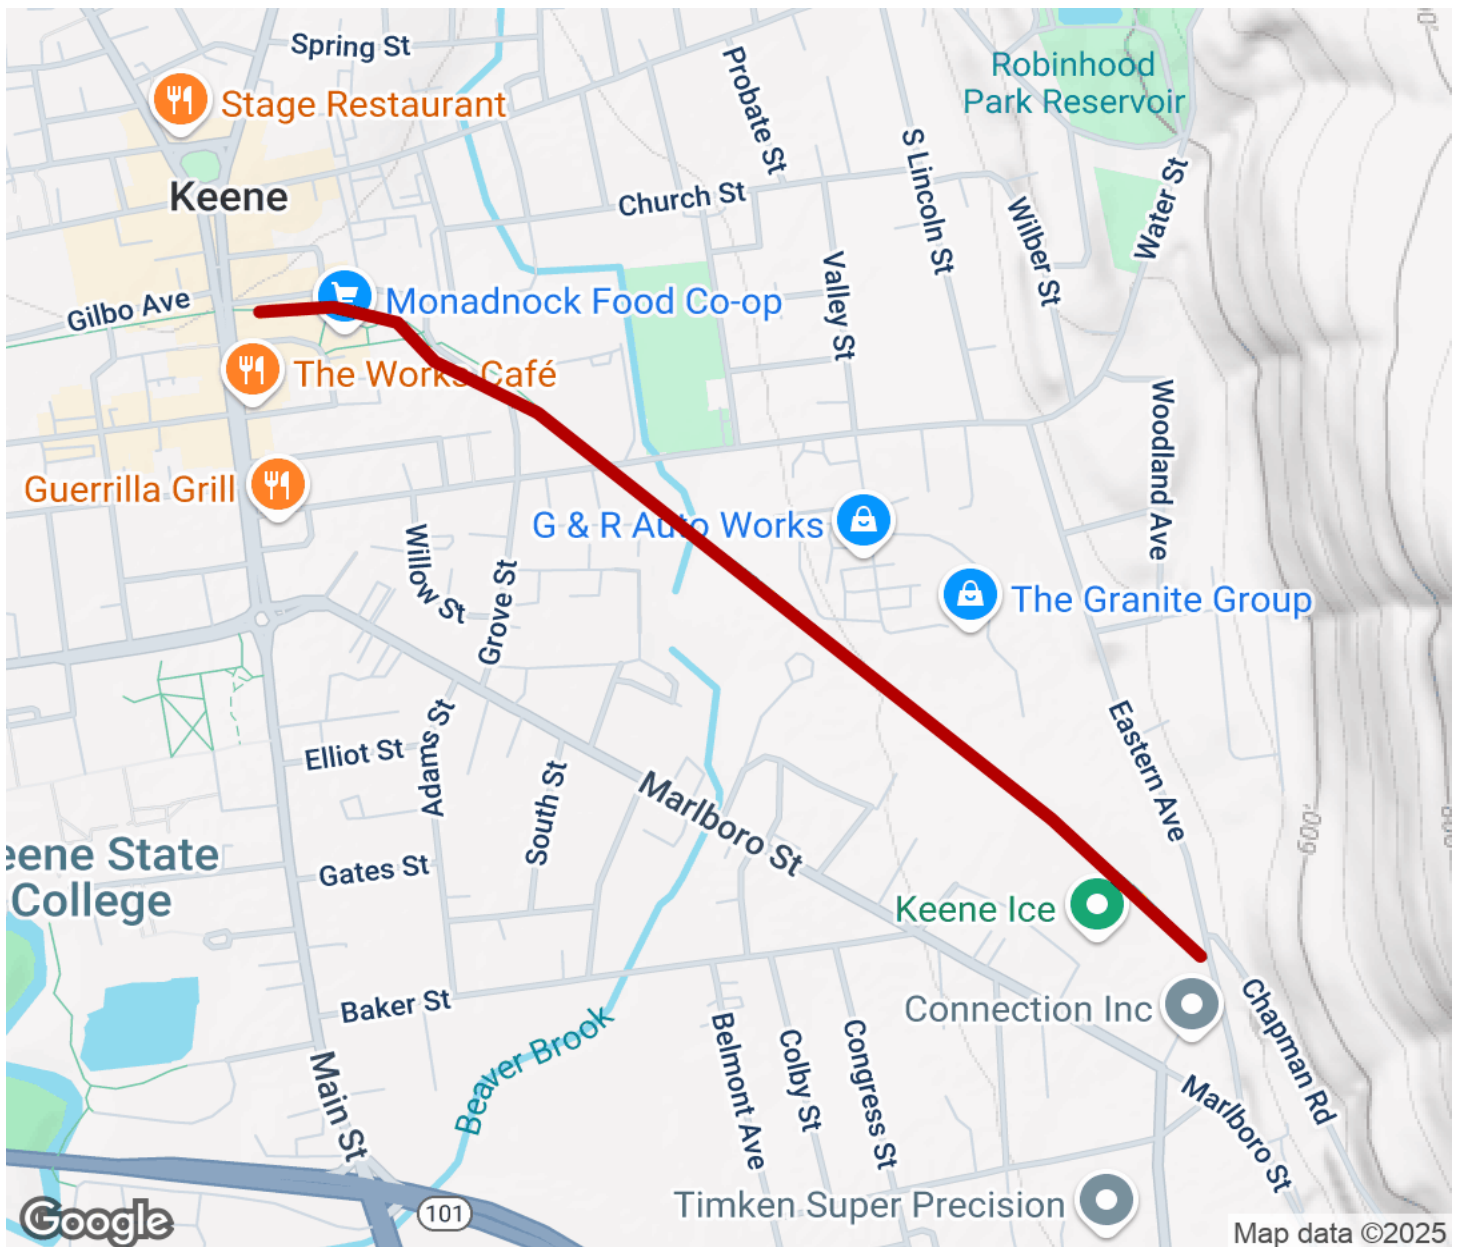 Spring St
Stage Restaurant
Keene
Probate St
Robinhood
Park Reservoir
S Lincoln St
Church St
Wilber St
Water St
Valley St
Gilbo Ave
Monadnock Food Co-op
The Works Café
Woodland Ave
Guerrilla Grill
G & R Auto Works
Willow St
Grove St
The Granite Group
Elliot St
Adams St
South St
Marlboro St
Eastern Ave
eene State
College
Gates St
Keene Ice
Baker St
Connection Inc
Chapman Rd
Beaver Brook
Belmont Ave
Colby St
Congress St
Main St
Marlboro St
Timken Super Precision
101
Google
Map data ©2025